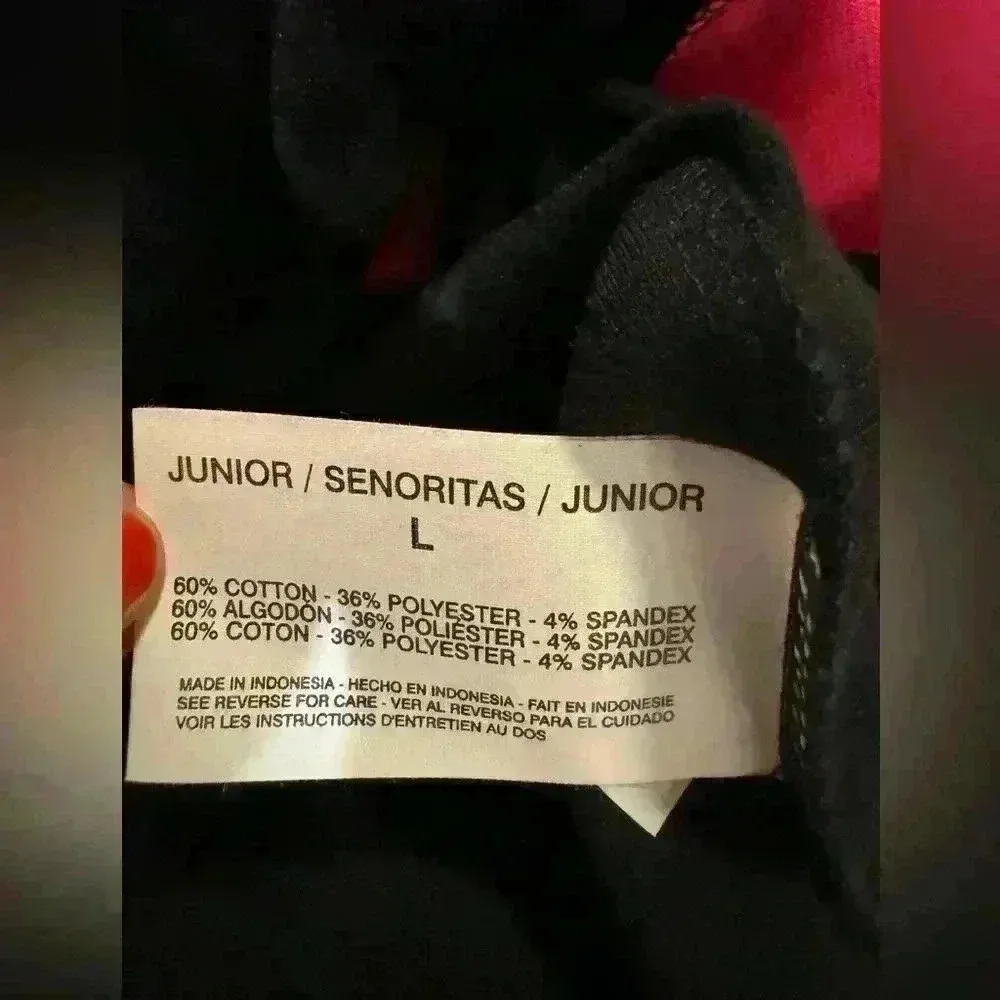 JUNIOR / SENORITAS / JUNIOR
L
60% COTTON - 36% POLYESTER - 4% SPANDEX
60% ALGODÓN - 36% POLIÉSTER - 4% SPANDEX
60% COTON - 36% POLYESTER - 4% SPANDEX
MADE IN INDONESIA - HECHO EN INDONESIA - FAIT EN INDONESIE
SEE REVERSE FOR CARE - VER AL REVERSO PARA EL CUIDADO
VOIR LES INSTRUCTIONS D'ENTRETIEN AU DOS